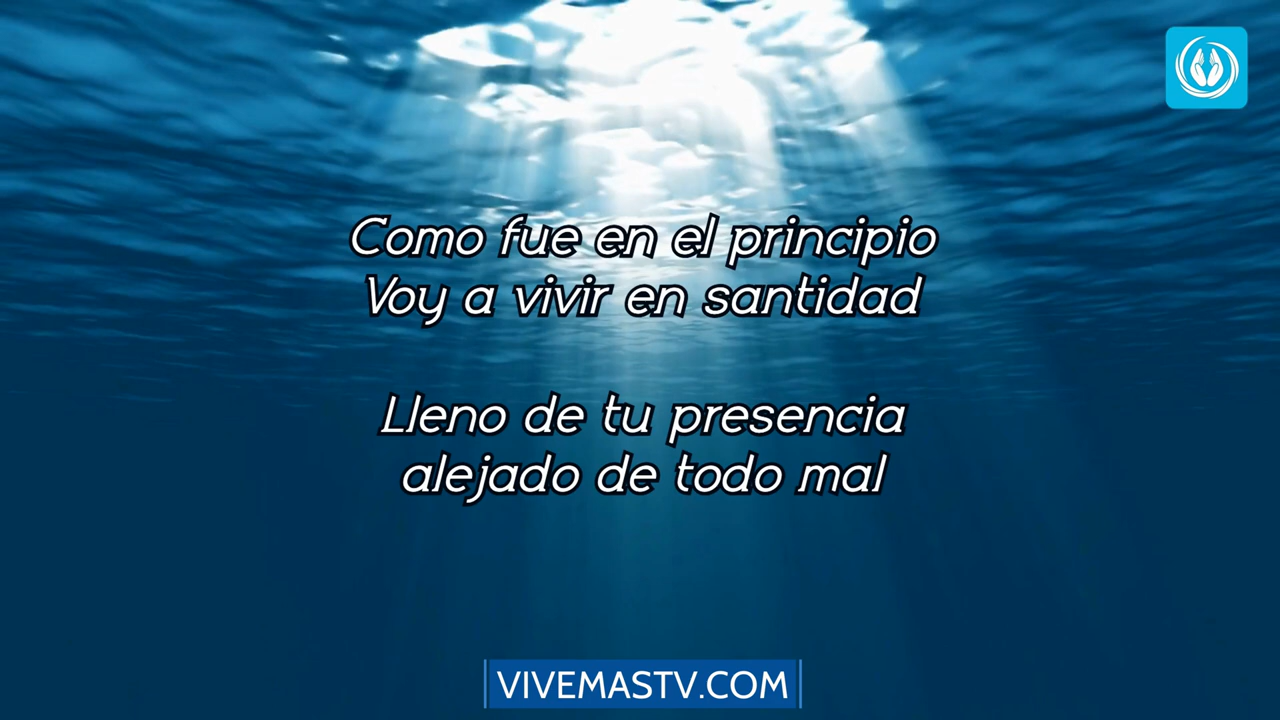 Como fue en el principio
Voy a vivir en santidad
Lleno de tu presencia
alejado de todo mal
VIVEMASTV.COM